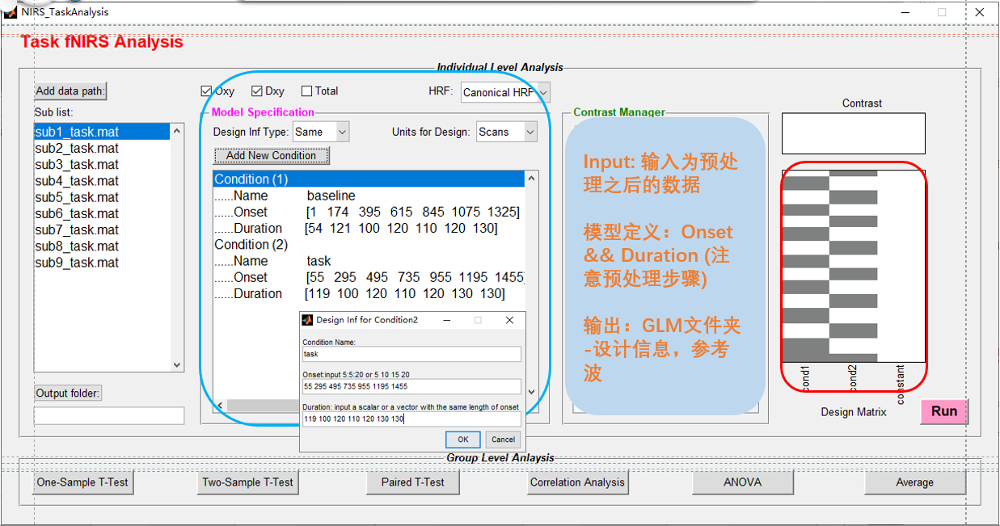 NIRS_TaskAnalysis
Task fNIRS Analysis
Individual Level Analysis
Add data path:
Oxy
Dxy
Total
HRF:
Canonical HRF
Contrast
Sub list:
sub1_task.mat
sub2_task.mat
sub3_task.mat
sub4_task.mat
sub5_task.mat
sub6_task.mat
sub7_task.mat
sub8_task.mat
sub9_task.mat
Output folder:
Model Specification
Design Inf Type:
Same
Units for Design:
Scans
Add New Condition
Condition (1)
......Name baseline
......Onset [1 174 395 615 845 1075 1325]
......Duration [54 121 100 120 110 120 130]
Condition (2)
......Name task
......Onset [55 295 495 735 955 1195 1455]
......Duration [119 100 120 110 120 130 130]
Design Inf for Condition2
Condition Name:
task
Onset:input 5:5:20 or 5 10 15 20
55 295 495 735 955 1195 1455
Duration: input a scalar or a vector with the same length of onset
119 100 120 110 120 130 130
OK
Cancel
Contrast Manager
Input: 输入为预处
理之后的数据
模型定义：Onset
&& Duration (注
意预处理步骤)
输出：GLM文件夹
-设计信息，参考
波
cond1
cond2
constant
Design Matrix
Run
Group Level Anlaysis
One-Sample T-Test
Two-Sample T-Test
Paired T-Test
Correlation Analysis
ANOVA
Average